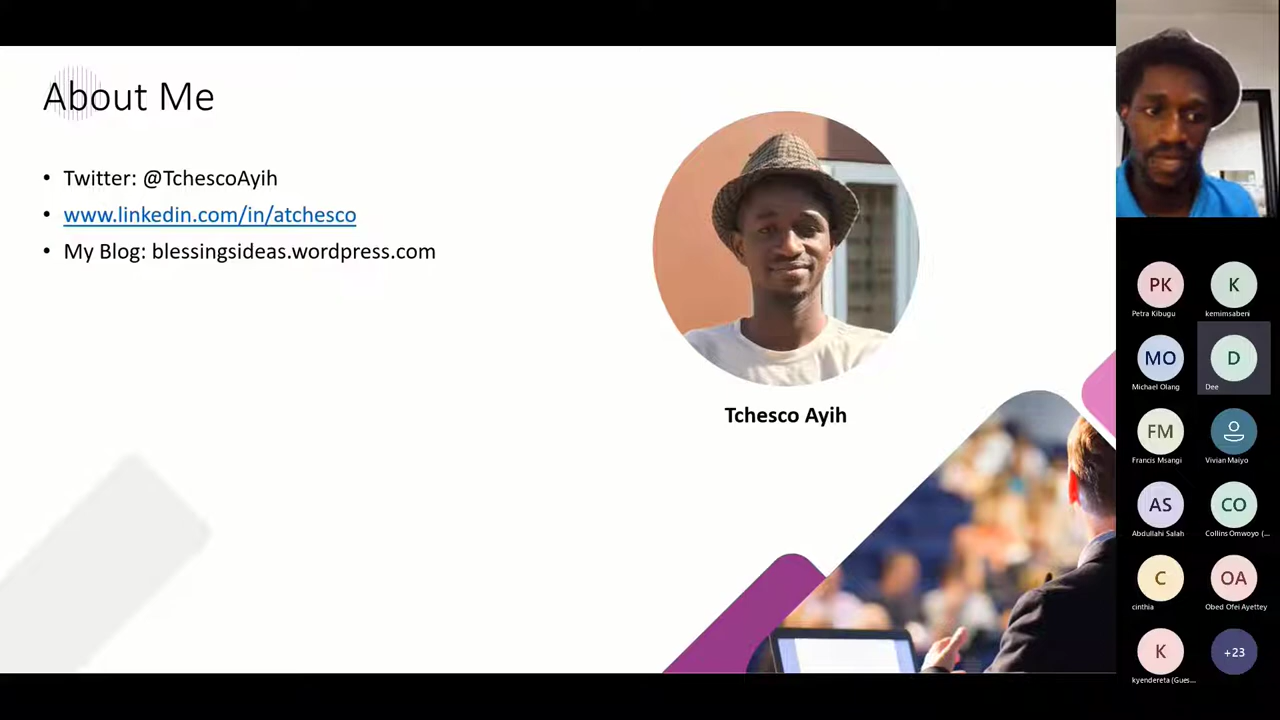 About Me
• Twitter: @TchescoAyih
• www.linkedin.com/in/atchesco
• My Blog: blessingsideas.wordpress.com
Tchesco Ayih
PK
Petra Kibugu
K
kemimsabeni
MO
Michael Olang
D
Dee
FM
Francis Msangi
Vivian Maiyo
AS
Abdullahi Salah
CO
Collins Omwoyo (...
C
cinthia
OA
Obed Ofei Ayettey
K
kyendereta (Gues...
+23